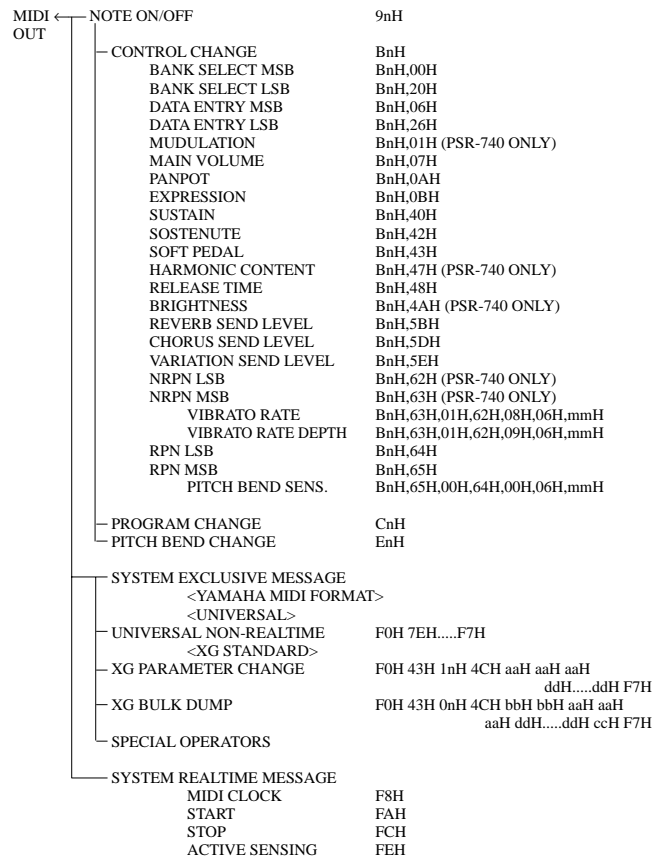 MIDI OUT NOTE ON/OFF 9nH
CONTROL CHANGE BnH
BANK SELECT MSB BnH,00H
BANK SELECT LSB BnH,20H
DATA ENTRY MSB BnH,06H
DATA ENTRY LSB BnH,26H
MUDULATION BnH,01H (PSR-740 ONLY)
MAIN VOLUME BnH,07H
PANPOT BnH,0AH
EXPRESSION BnH,0BH
SUSTAIN BnH,40H
SOSTENUTE BnH,42H
SOFT PEDAL BnH,43H
HARMONIC CONTENT BnH,47H (PSR-740 ONLY)
RELEASE TIME BnH,48H
BRIGHTNESS BnH,4AH (PSR-740 ONLY)
REVERB SEND LEVEL BnH,5BH
CHORUS SEND LEVEL BnH,5DH
VARIATION SEND LEVEL BnH,5EH
NRPN LSB BnH,62H (PSR-740 ONLY)
NRPN MSB BnH,63H (PSR-740 ONLY)
VIBRATO RATE BnH,63H,01H,62H,08H,06H,mmH
VIBRATO RATE DEPTH BnH,63H,01H,62H,09H,06H,mmH
RPN LSB BnH,64H
RPN MSB BnH,65H
PITCH BEND SENS. BnH,65H,00H,64H,00H,06H,mmH
PROGRAM CHANGE CnH
PITCH BEND CHANGE EnH
SYSTEM EXCLUSIVE MESSAGE
<YAMAHA MIDI FORMAT>
<UNIVERSAL>
UNIVERSAL NON-REALTIME F0H 7EH.....F7H
<XG STANDARD>
XG PARAMETER CHANGE F0H 43H 1nH 4CH aaH aaH aaH
ddH.....ddH F7H
XG BULK DUMP F0H 43H 0nH 4CH bbH bbH aaH aaH
aaH ddH.....ddH ccH F7H
SPECIAL OPERATORS
SYSTEM REALTIME MESSAGE
MIDI CLOCK F8H
START FAH
STOP FCH
ACTIVE SENSING FEH